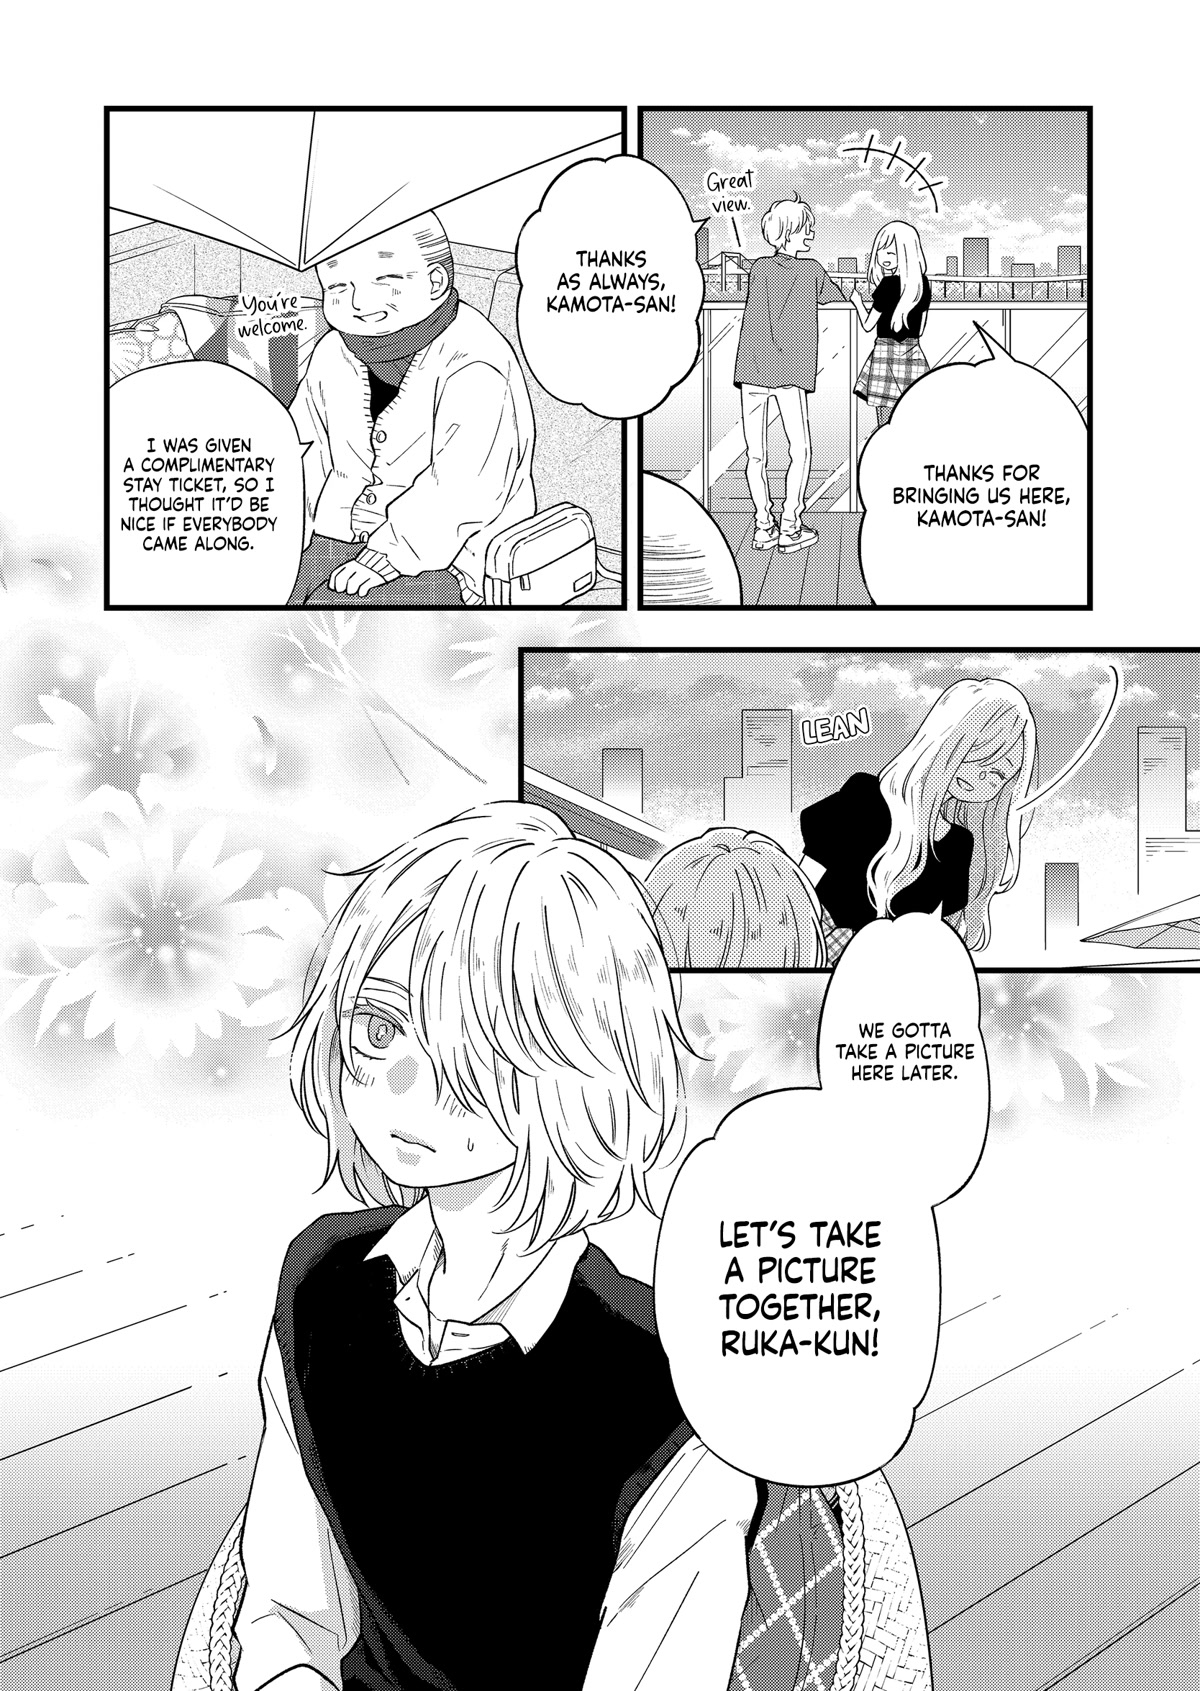 Great
view.
THANKS FOR
BRINGING US HERE,
KAMOTA-SAN!
THANKS
AS ALWAYS,
KAMOTA-SAN!
You're
welcome.
I WAS GIVEN
A COMPLIMENTARY
STAY TICKET, SO I
THOUGHT IT'D BE
NICE IF EVERYBODY
CAME ALONG.
LEAN
WE GOTTA
TAKE A PICTURE
HERE LATER.
LET'S TAKE
A PICTURE
TOGETHER,
RUKA-KUN!